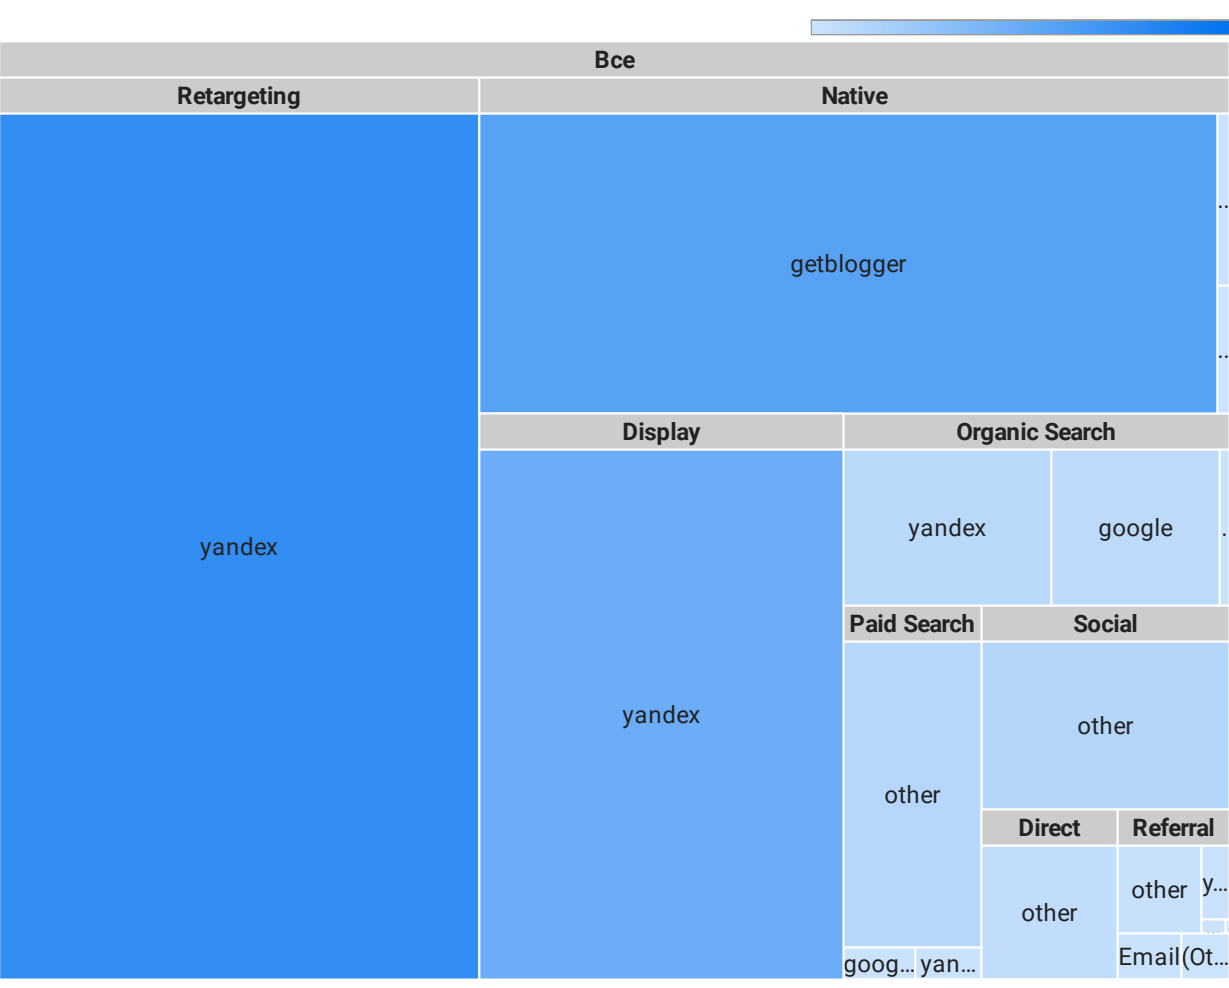 Все
Retargeting
Native
yandex
getblogger
..
..
Display
Organic Search
yandex
yandex
google
.
Paid Search
Social
other
other
goog...
yan...
Direct
Referral
other
other
y...
...
Email
(Ot...